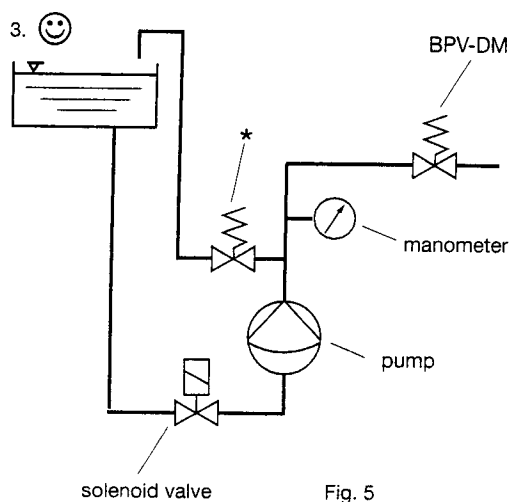 3.
BPV-DM
*
manometer
pump
solenoid valve
Fig. 5